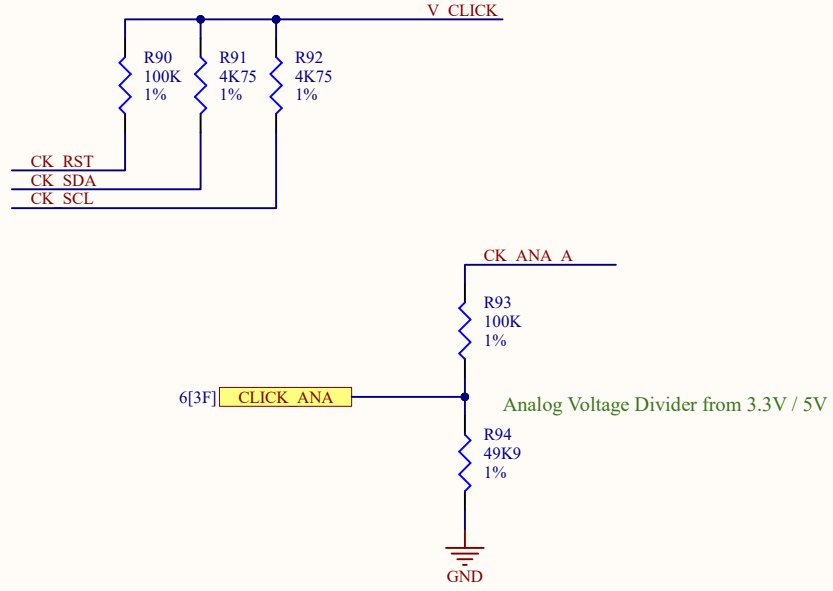 V_CLICK
R90
100K
1%
R91
4K75
1%
R92
4K75
1%
CK_RST
CK_SDA
CK_SCL
CK_ANA_A
R93
100K
1%
6[3F] CLICK_ANA
Analog Voltage Divider from 3.3V / 5V
R94
49K9
1%
GND